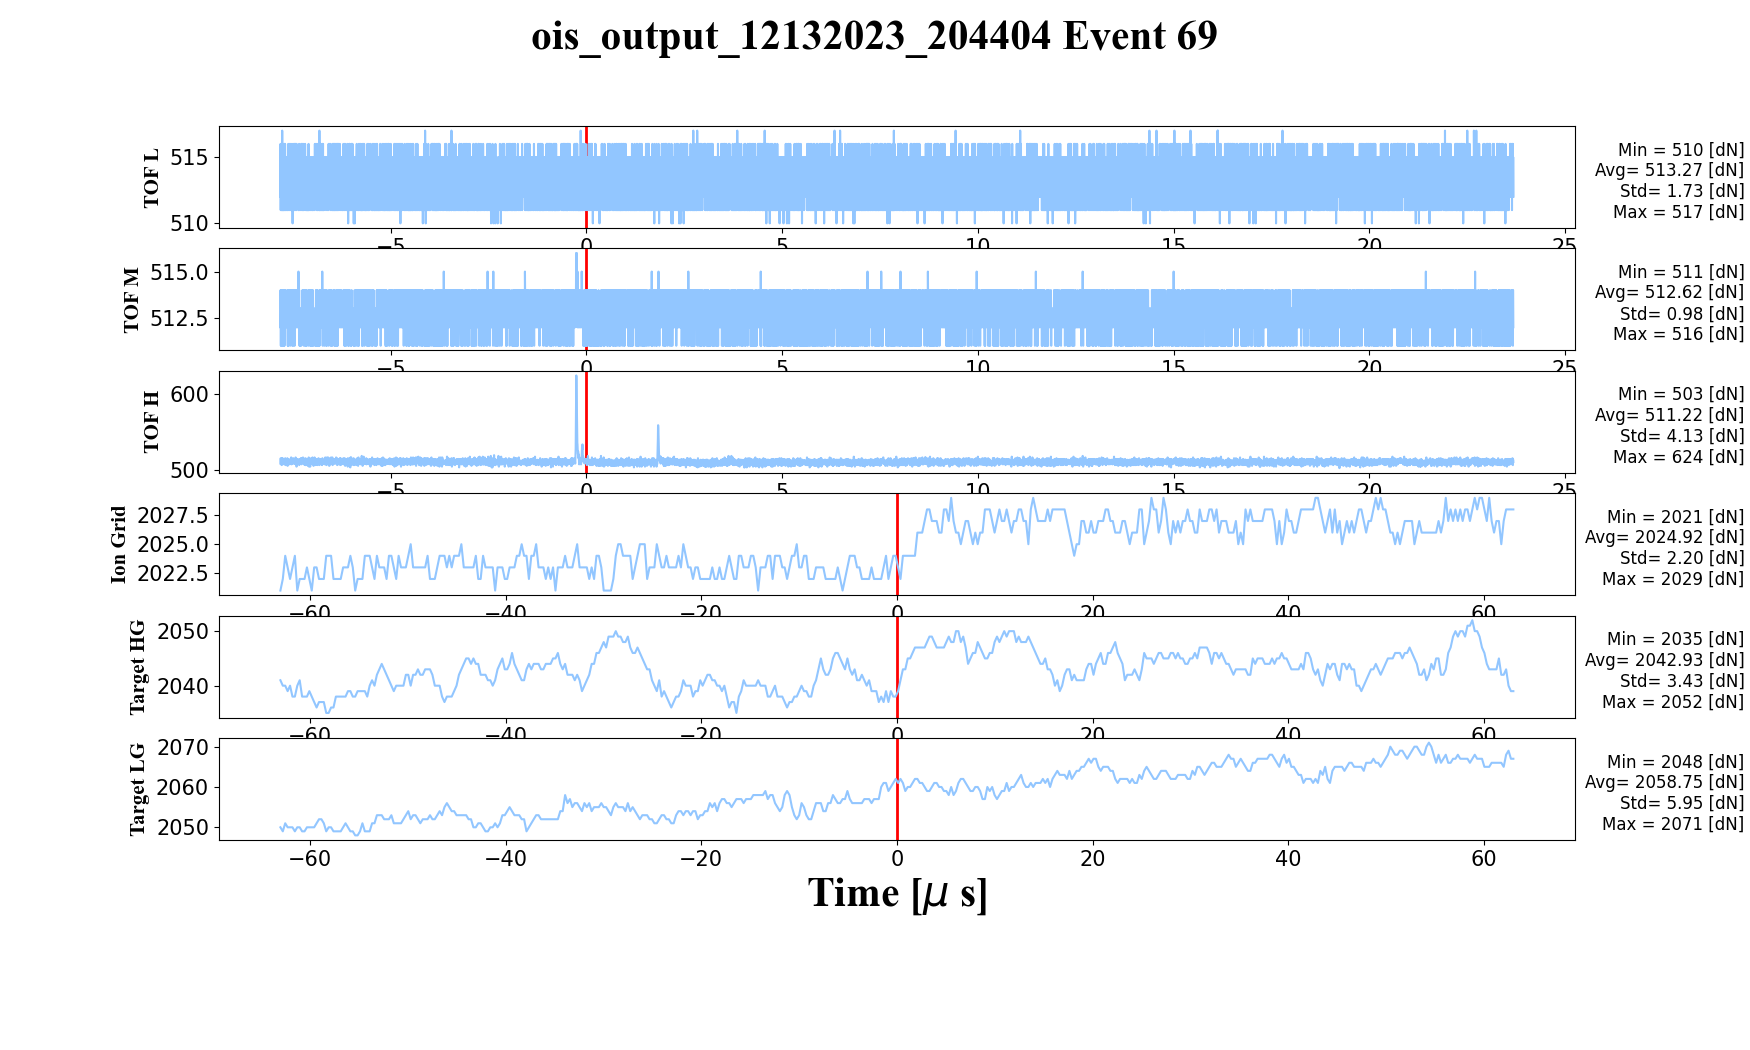 ois_output_12132023_204404 Event 69
TOF L
515
510
Min = 510 [dN]
Avg= 513.27 [dN]
Std= 1.73 [dN]
Max = 517 [dN]
−5 0 5 10 15 20 25
TOF M
515.0
512.5
Min = 511 [dN]
Avg= 512.62 [dN]
Std= 0.98 [dN]
Max = 516 [dN]
−5 0 5 10 15 20 25
TOF H
600
500
Min = 503 [dN]
Avg= 511.22 [dN]
Std= 4.13 [dN]
Max = 624 [dN]
−5 0 5 10 15 20 25
Ion Grid
2027.5
2025.0
2022.5
Min = 2021 [dN]
Avg= 2024.92 [dN]
Std= 2.20 [dN]
Max = 2029 [dN]
−60 −40 −20 0 20 40 60
Target HG
2050
2040
Min = 2035 [dN]
Avg= 2042.93 [dN]
Std= 3.43 [dN]
Max = 2052 [dN]
−60 −40 −20 0 20 40 60
Target LG
2070
2060
2050
Min = 2048 [dN]
Avg= 2058.75 [dN]
Std= 5.95 [dN]
Max = 2071 [dN]
−60 −40 −20 0 20 40 60
Time [μ s]